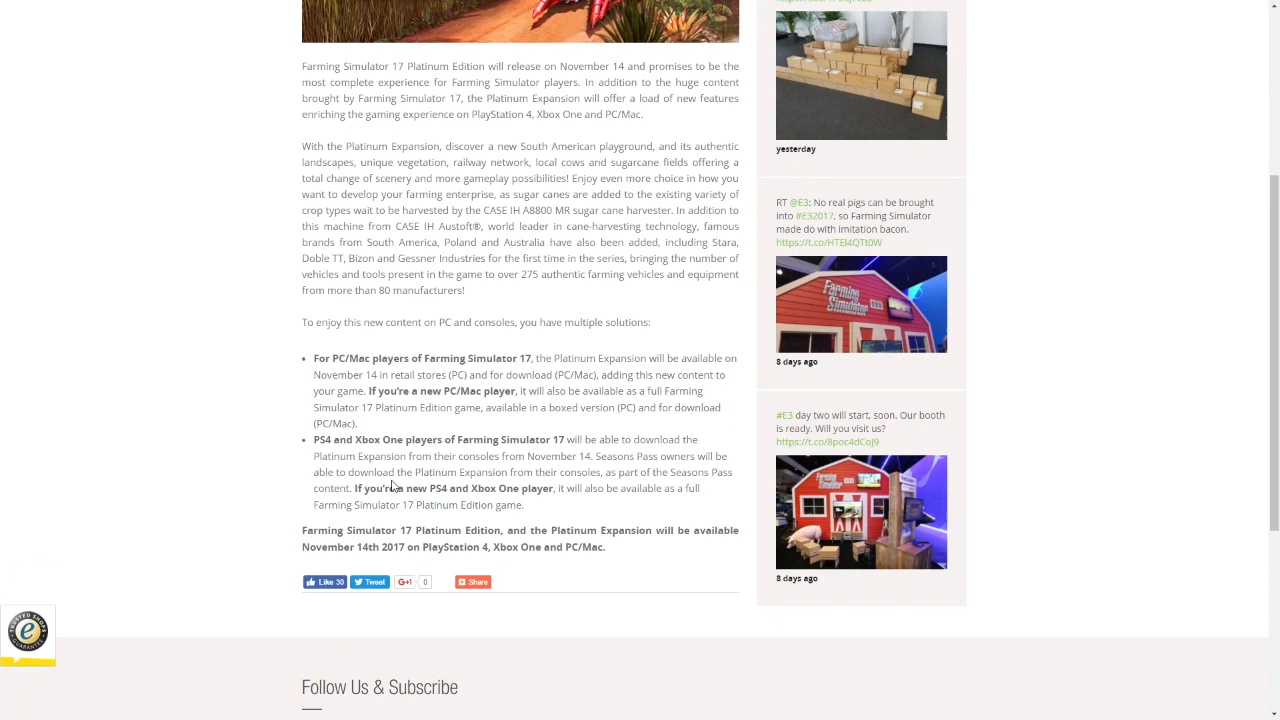 Farming Simulator 17 Platinum Edition will release on November 14 and promises to be the
most complete experience for Farming Simulator players. In addition to the huge content
brought by Farming Simulator 17, the Platinum Expansion will offer a load of new features
enriching the gaming experience on PlayStation 4, Xbox One and PC/Mac.
With the Platinum Expansion, discover a new South American playground, and its authentic
landscapes, unique vegetation, railway network, local cows and sugarcane fields offering a
total change of scenery and more gameplay possibilities! Enjoy even more choice in how you
want to develop your farming enterprise, as sugar canes are added to the existing variety of
crop types wait to be harvested by the CASE IH A8800 MR sugar cane harvester. In addition to
this machine from CASE IH Austoft®, world leader in cane-harvesting technology, famous
brands from South America, Poland and Australia have also been added, including Stara,
Doble TT, Bizon and Gessner Industries for the first time in the series, bringing the number of
vehicles and tools present in the game to over 275 authentic farming vehicles and equipment
from more than 80 manufacturers!
To enjoy this new content on PC and consoles, you have multiple solutions:
• For PC/Mac players of Farming Simulator 17, the Platinum Expansion will be available on
November 14 in retail stores (PC) and for download (PC/Mac), adding this new content to
your game. If you're a new PC/Mac player, it will also be available as a full Farming
Simulator 17 Platinum Edition game, available in a boxed version (PC) and for download
(PC/Mac).
• PS4 and Xbox One players of Farming Simulator 17 will be able to download the
Platinum Expansion from their consoles from November 14. Seasons Pass owners will be
able to download the Platinum Expansion from their consoles, as part of the Seasons Pass
content. If you're a new PS4 and Xbox One player, it will also be available as a full
Farming Simulator 17 Platinum Edition game.
Farming Simulator 17 Platinum Edition, and the Platinum Expansion will be available
November 14th 2017 on PlayStation 4, Xbox One and PC/Mac.
Like 30 Tweet G+1 0 Share
yesterday
RT @E3: No real pigs can be brought
into #E32017, so Farming Simulator
made do with imitation bacon.
https://t.co/HTEl4QTt0W
Farming
Simulator
8 days ago
#E3 day two will start, soon. Our booth
is ready. Will you visit us?
https://t.co/8poc4dCoJ9
Farming
Simulator
8 days ago
TRUSTED SHOPS
GUARANTEE
Follow Us & Subscribe